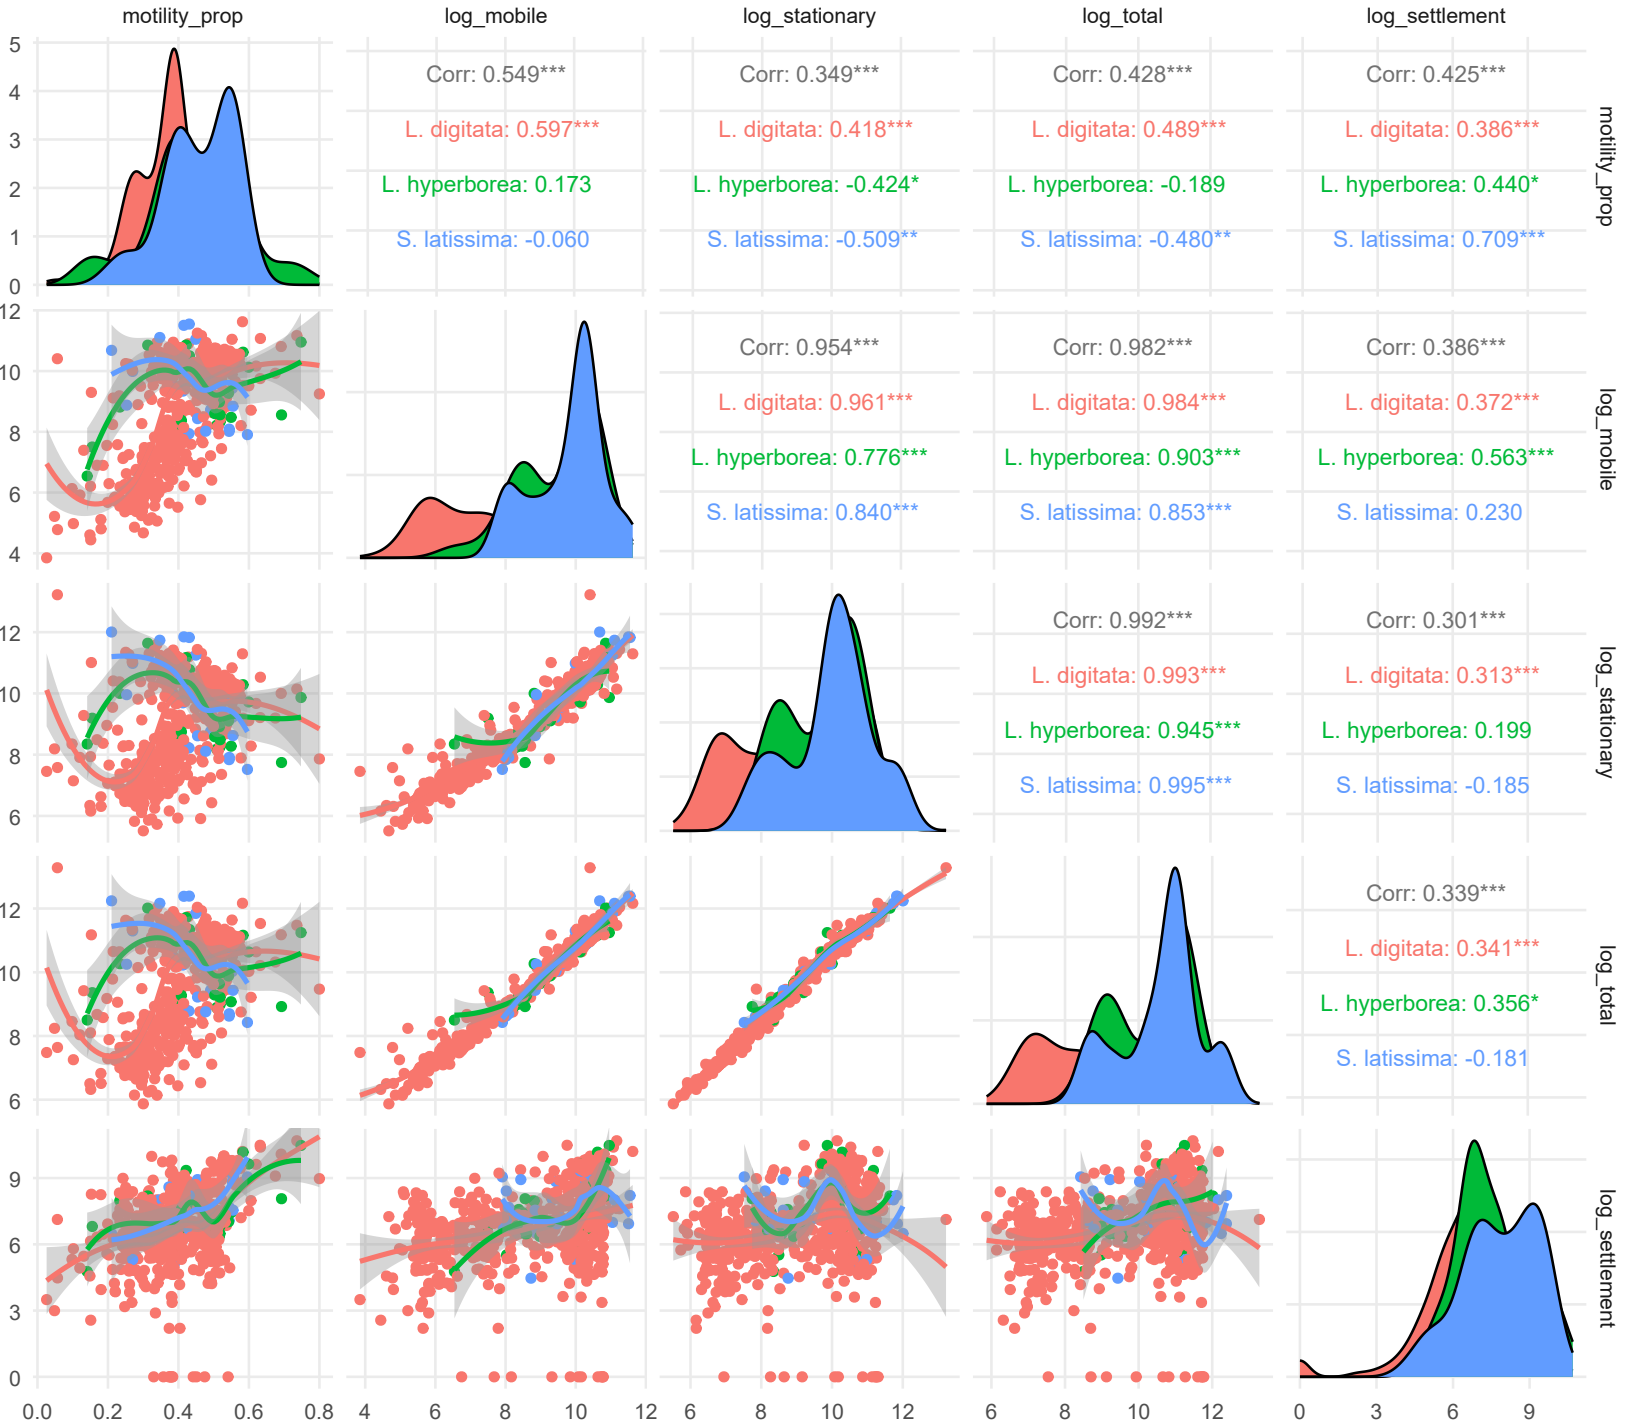 motility_prop log_mobile log_stationary log_total log_settlement
5
4
3
2
1
0
Corr: 0.549*** Corr: 0.349*** Corr: 0.428*** Corr: 0.425***
L. digitata: 0.597*** L. digitata: 0.418*** L. digitata: 0.489*** L. digitata: 0.386***
L. hyperborea: 0.173 L. hyperborea: -0.424* L. hyperborea: -0.189 L. hyperborea: 0.440*
S. latissima: -0.060 S. latissima: -0.509** S. latissima: -0.480** S. latissima: 0.709***
motility_prop
12
10
8
6
4
Corr: 0.954*** Corr: 0.982*** Corr: 0.386***
L. digitata: 0.961*** L. digitata: 0.984*** L. digitata: 0.372***
L. hyperborea: 0.776*** L. hyperborea: 0.903*** L. hyperborea: 0.563***
S. latissima: 0.840*** S. latissima: 0.853*** S. latissima: 0.230
log_mobile
12
10
8
6
Corr: 0.992*** Corr: 0.301***
L. digitata: 0.993*** L. digitata: 0.313***
L. hyperborea: 0.945*** L. hyperborea: 0.199
S. latissima: 0.995*** S. latissima: -0.185
log_stationary
12
10
8
6
Corr: 0.339***
L. digitata: 0.341***
L. hyperborea: 0.356*
S. latissima: -0.181
log_total
9
6
3
0
log_settlement
0.0 0.2 0.4 0.6 0.8 4 6 8 10 12 6 8 10 12 6 8 10 12 0 3 6 9